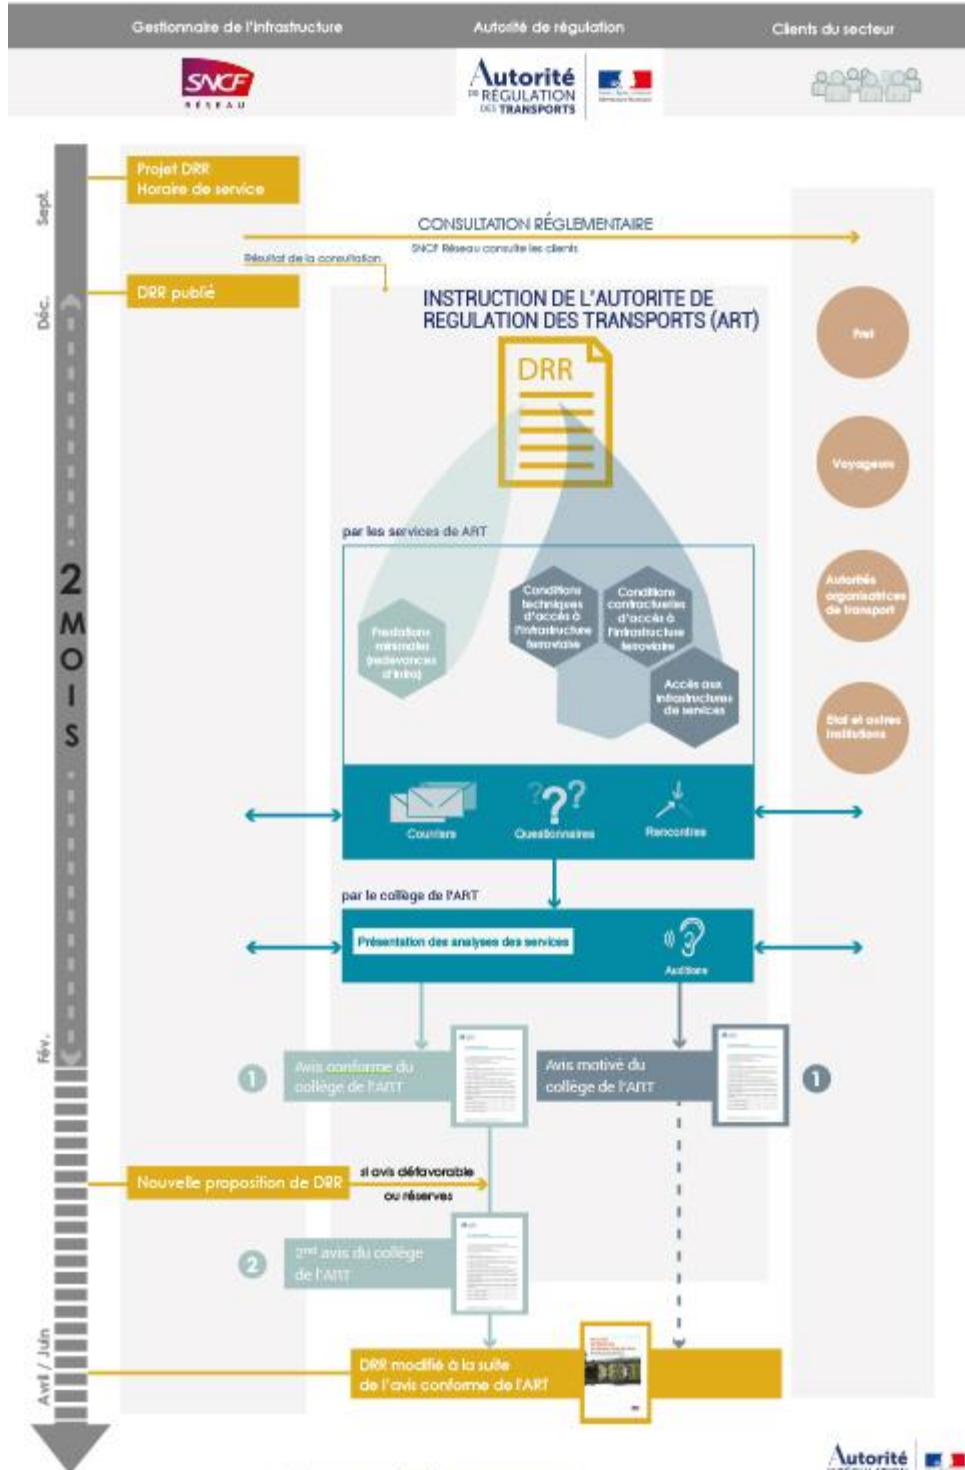 Gestionnaire de l'infrastructure
Autorité de régulation
Clients du secteur
SNCF
RÉSEAU
Autorité
DE RÉGULATION
DES TRANSPORTS
Sept.
Projet DRR
Horaire de service
CONSULTATION RÉGLEMENTAIRE
SNCF Réseau consulte les clients
Résultat de la consultation
Déc.
DRR publié
INSTRUCTION DE L'AUTORITE DE
REGULATION DES TRANSPORTS (ART)
DRR
Fret
Voyageurs
Autorités
organisatrices
de transport
Etat et autres
institutions
par les services de ART
Prestations
minimales
(redevances
d'infra)
Conditions
techniques
d'accès à
l'infrastructure
ferroviaire
Conditions
contractuelles
d'accès à
l'infrastructure
ferroviaire
Accès aux
infrastructures
de services
2
MOIS
Courriers
Questionnaires
Rencontres
par le collège de l'ART
Présentation des analyses des services
Auditions
Fév.
1
Avis conforme du
collège de l'ART
Avis motivé du
collège de l'ART
1
Nouvelle proposition de DRR
si avis défavorable
ou réserves
2
2nd avis du collège
de l'ART
Avril / Juin
DRR modifié à la suite
de l'avis conforme de l'ART
Autorité